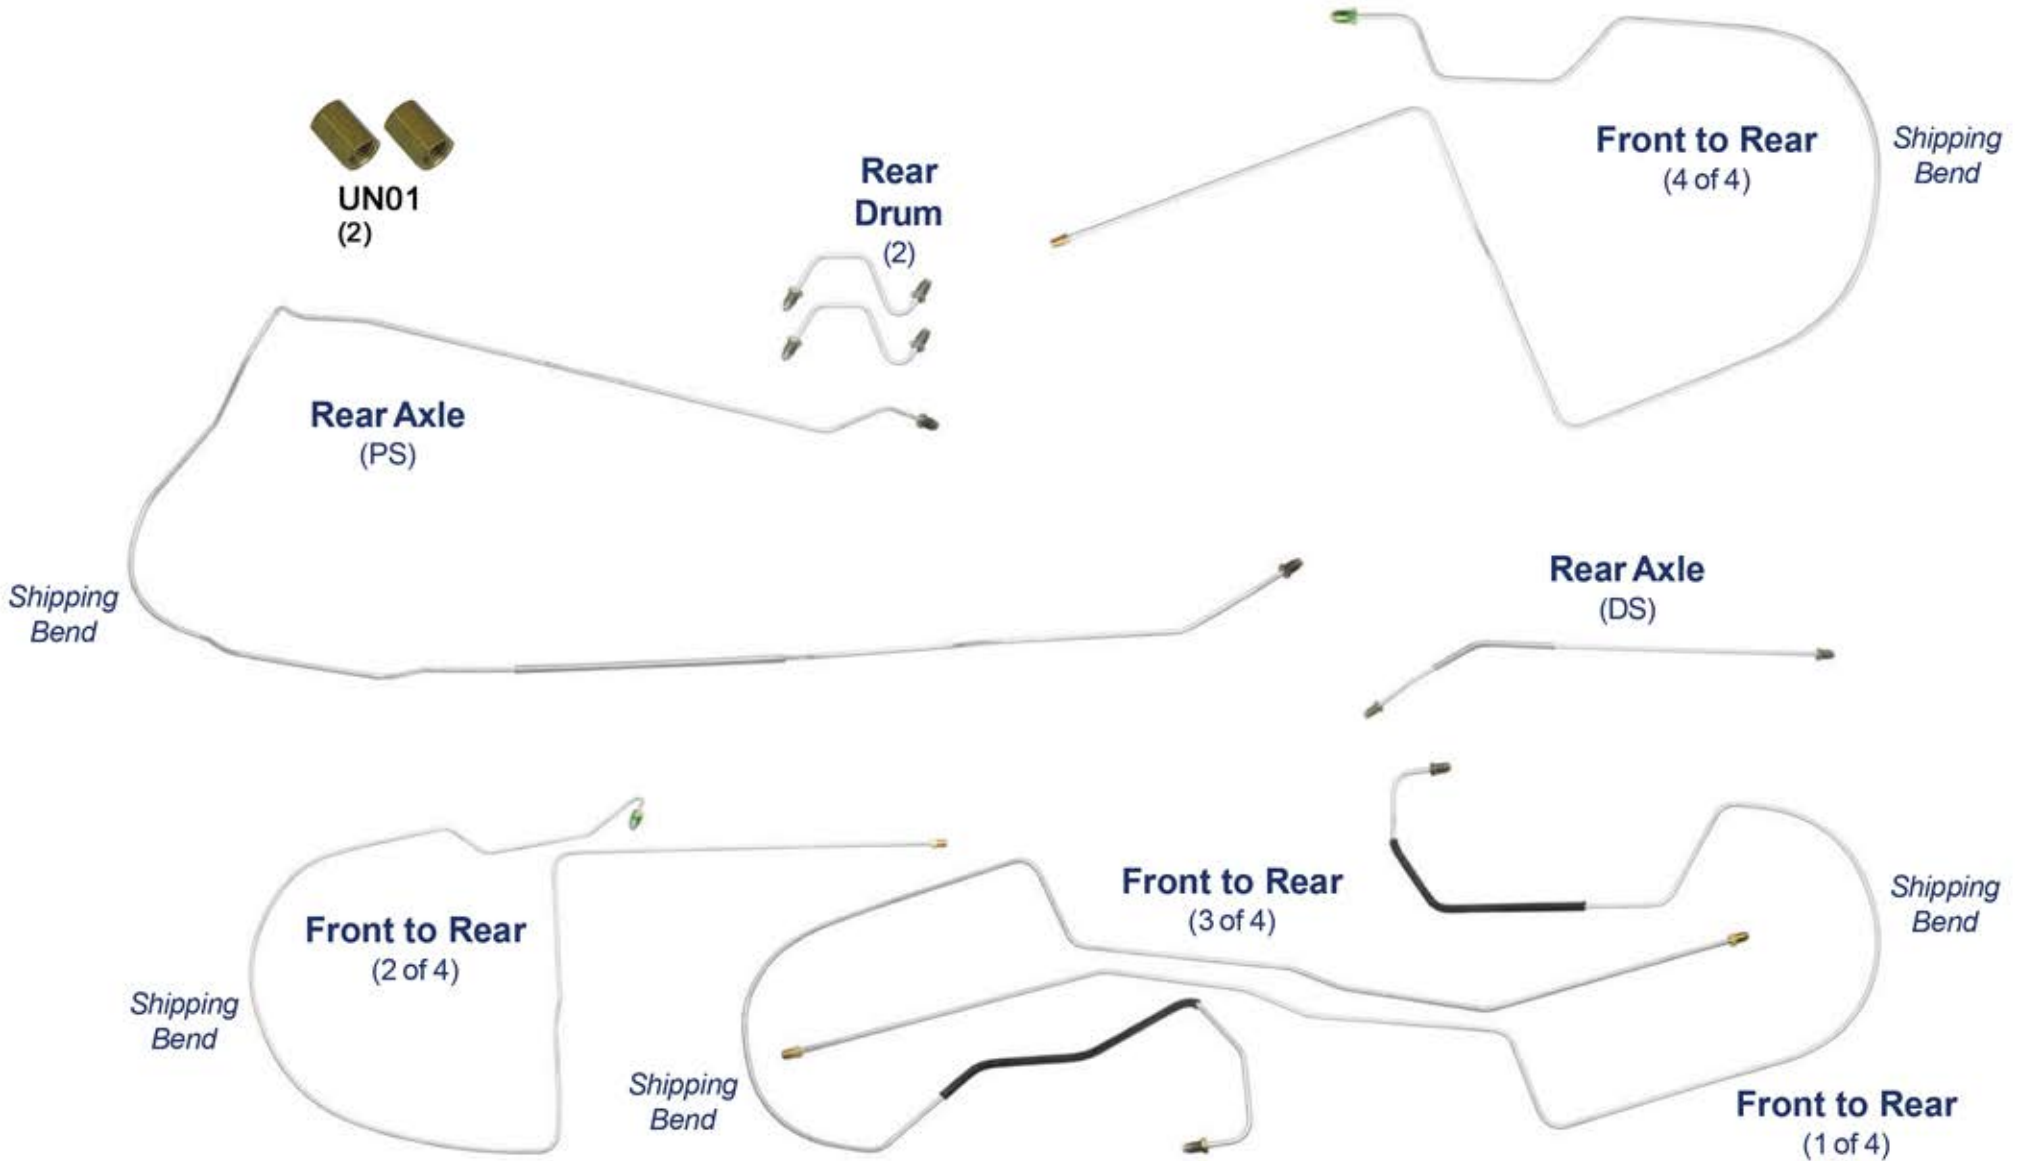 Front to Rear
(4 of 4)
Shipping
Bend
UN01
(2)
Rear
Drum
(2)
Rear Axle
(PS)
Shipping
Bend
Rear Axle
(DS)
Front to Rear
(2 of 4)
Shipping
Bend
Front to Rear
(3 of 4)
Shipping
Bend
Shipping
Bend
Front to Rear
(1 of 4)